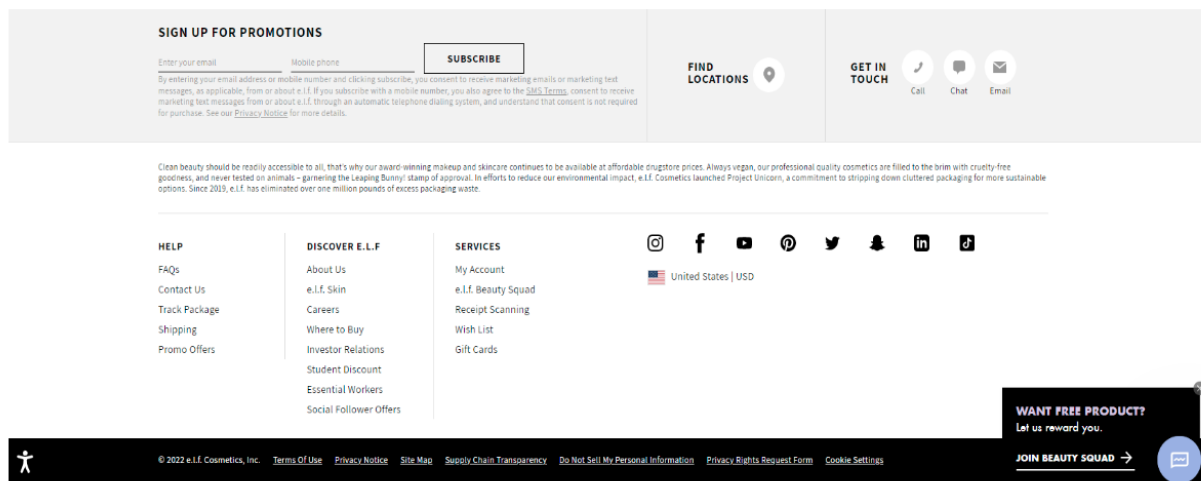 SIGN UP FOR PROMOTIONS
Enter your email
Mobile phone
SUBSCRIBE
By entering your email address or mobile number and clicking subscribe, you consent to receive marketing emails or marketing text
messages, as applicable, from or about e.l.f. If you subscribe with a mobile number, you also agree to the SMS Terms, consent to receive
marketing text messages from or about e.l.f. through an automatic telephone dialing system, and understand that consent is not required
for purchase. See our Privacy Notice for more details.
FIND
LOCATIONS
GET IN
TOUCH
Call
Chat
Email
Clean beauty should be readily accessible to all, that's why our award-winning makeup and skincare continues to be available at affordable drugstore prices. Always vegan, our professional quality cosmetics are filled to the brim with cruelty-free
goodness, and never tested on animals – garnering the Leaping Bunny! stamp of approval. In efforts to reduce our environmental impact, e.l.f. Cosmetics launched Project Unicorn, a commitment to stripping down cluttered packaging for more sustainable
options. Since 2019, e.l.f. has eliminated over one million pounds of excess packaging waste.
HELP
FAQs
Contact Us
Track Package
Shipping
Promo Offers
DISCOVER E.L.F
About Us
e.l.f. Skin
Careers
Where to Buy
Investor Relations
Student Discount
Essential Workers
Social Follower Offers
SERVICES
My Account
e.l.f. Beauty Squad
Receipt Scanning
Wish List
Gift Cards
United States | USD
WANT FREE PRODUCT?
Let us reward you.
JOIN BEAUTY SQUAD
© 2022 e.l.f. Cosmetics, Inc. Terms Of Use Privacy Notice Site Map Supply Chain Transparency Do Not Sell My Personal Information Privacy Rights Request Form Cookie Settings